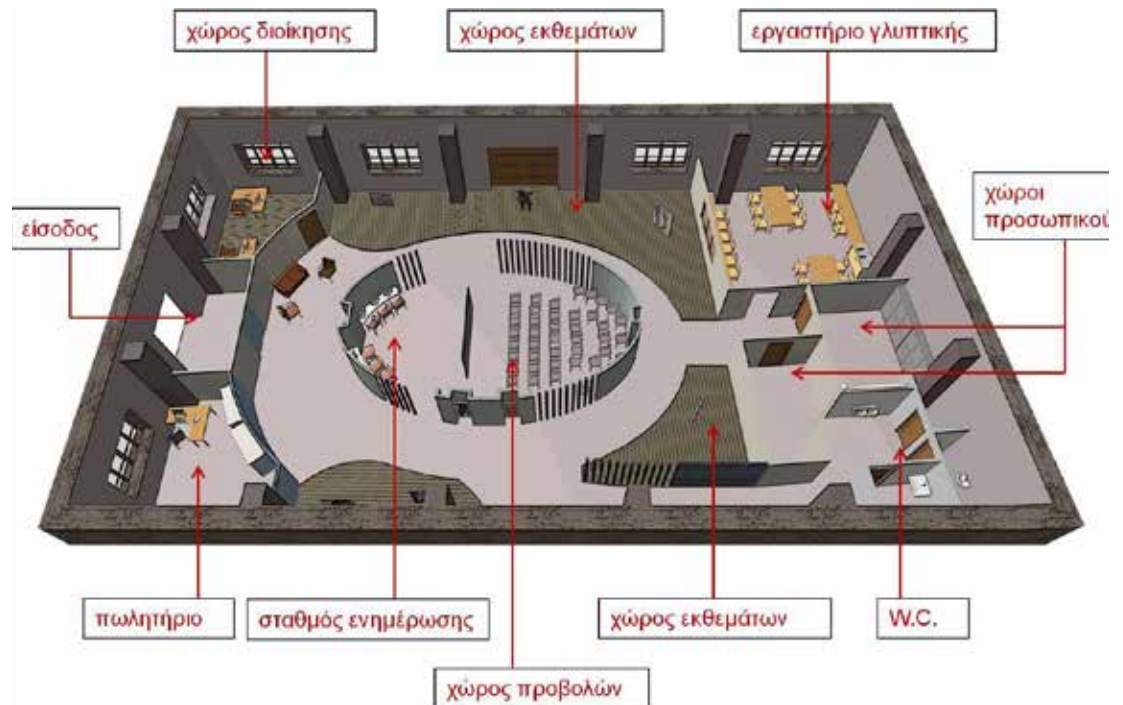 χώρος διοίκησης
χώρος εκθεμάτων
εργαστήριο γλυπτικής
χώροι
προσωπικού
είσοδος
πωλητήριο
σταθμός ενημέρωσης
χώρος εκθεμάτων
W.C.
χώρος προβολών